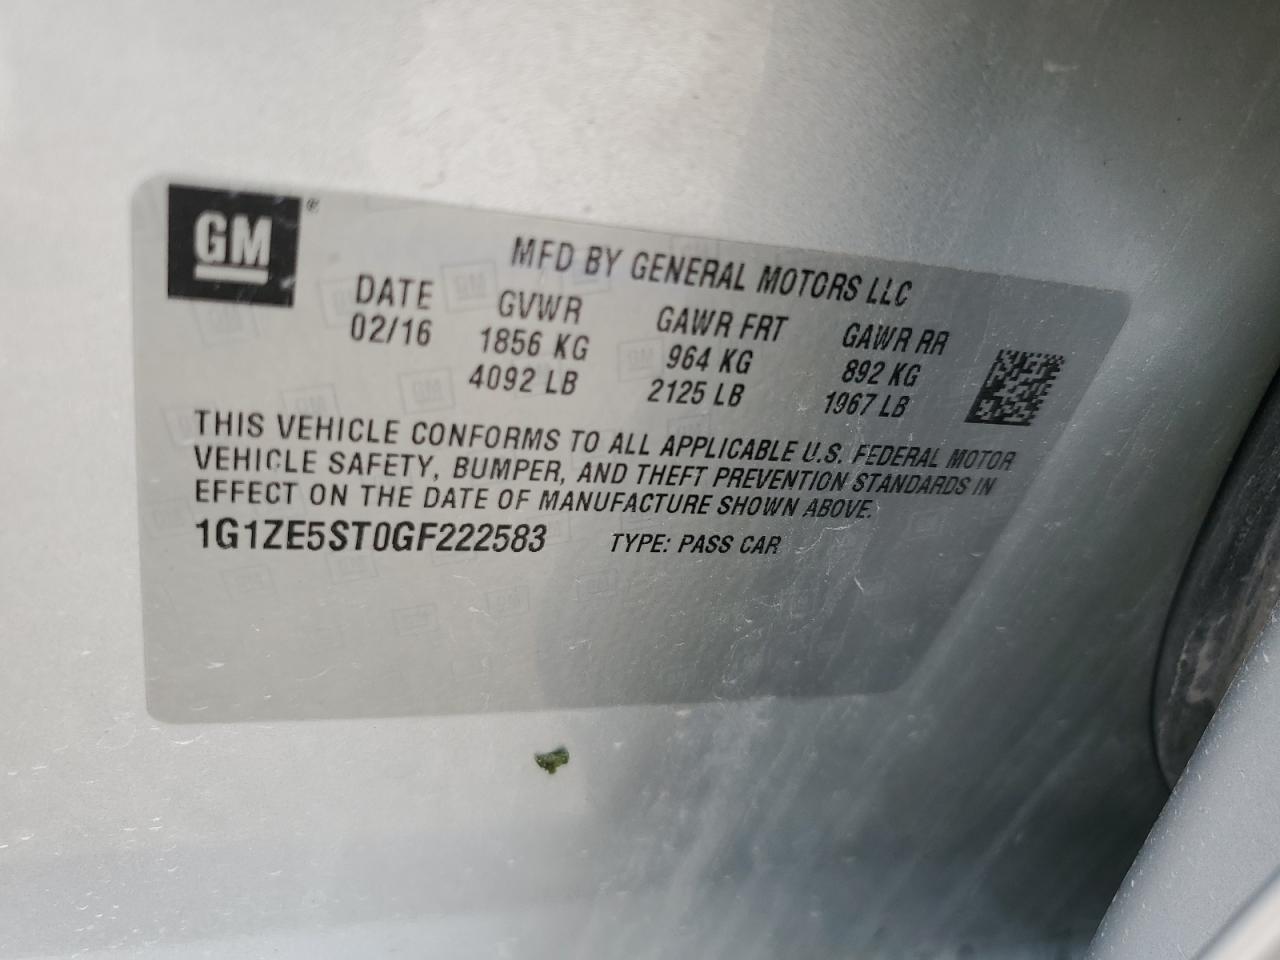 GM
MFD BY GENERAL MOTORS LLC
DATE GVWR GAWR FRT GAWR RR
02/16 1856 KG 964 KG 892 KG
4092 LB 2125 LB 1967 LB
THIS VEHICLE CONFORMS TO ALL APPLICABLE U.S. FEDERAL MOTOR
VEHICLE SAFETY, BUMPER, AND THEFT PREVENTION STANDARDS IN
EFFECT ON THE DATE OF MANUFACTURE SHOWN ABOVE.
1G1ZE5ST0GF222583 TYPE: PASS CAR